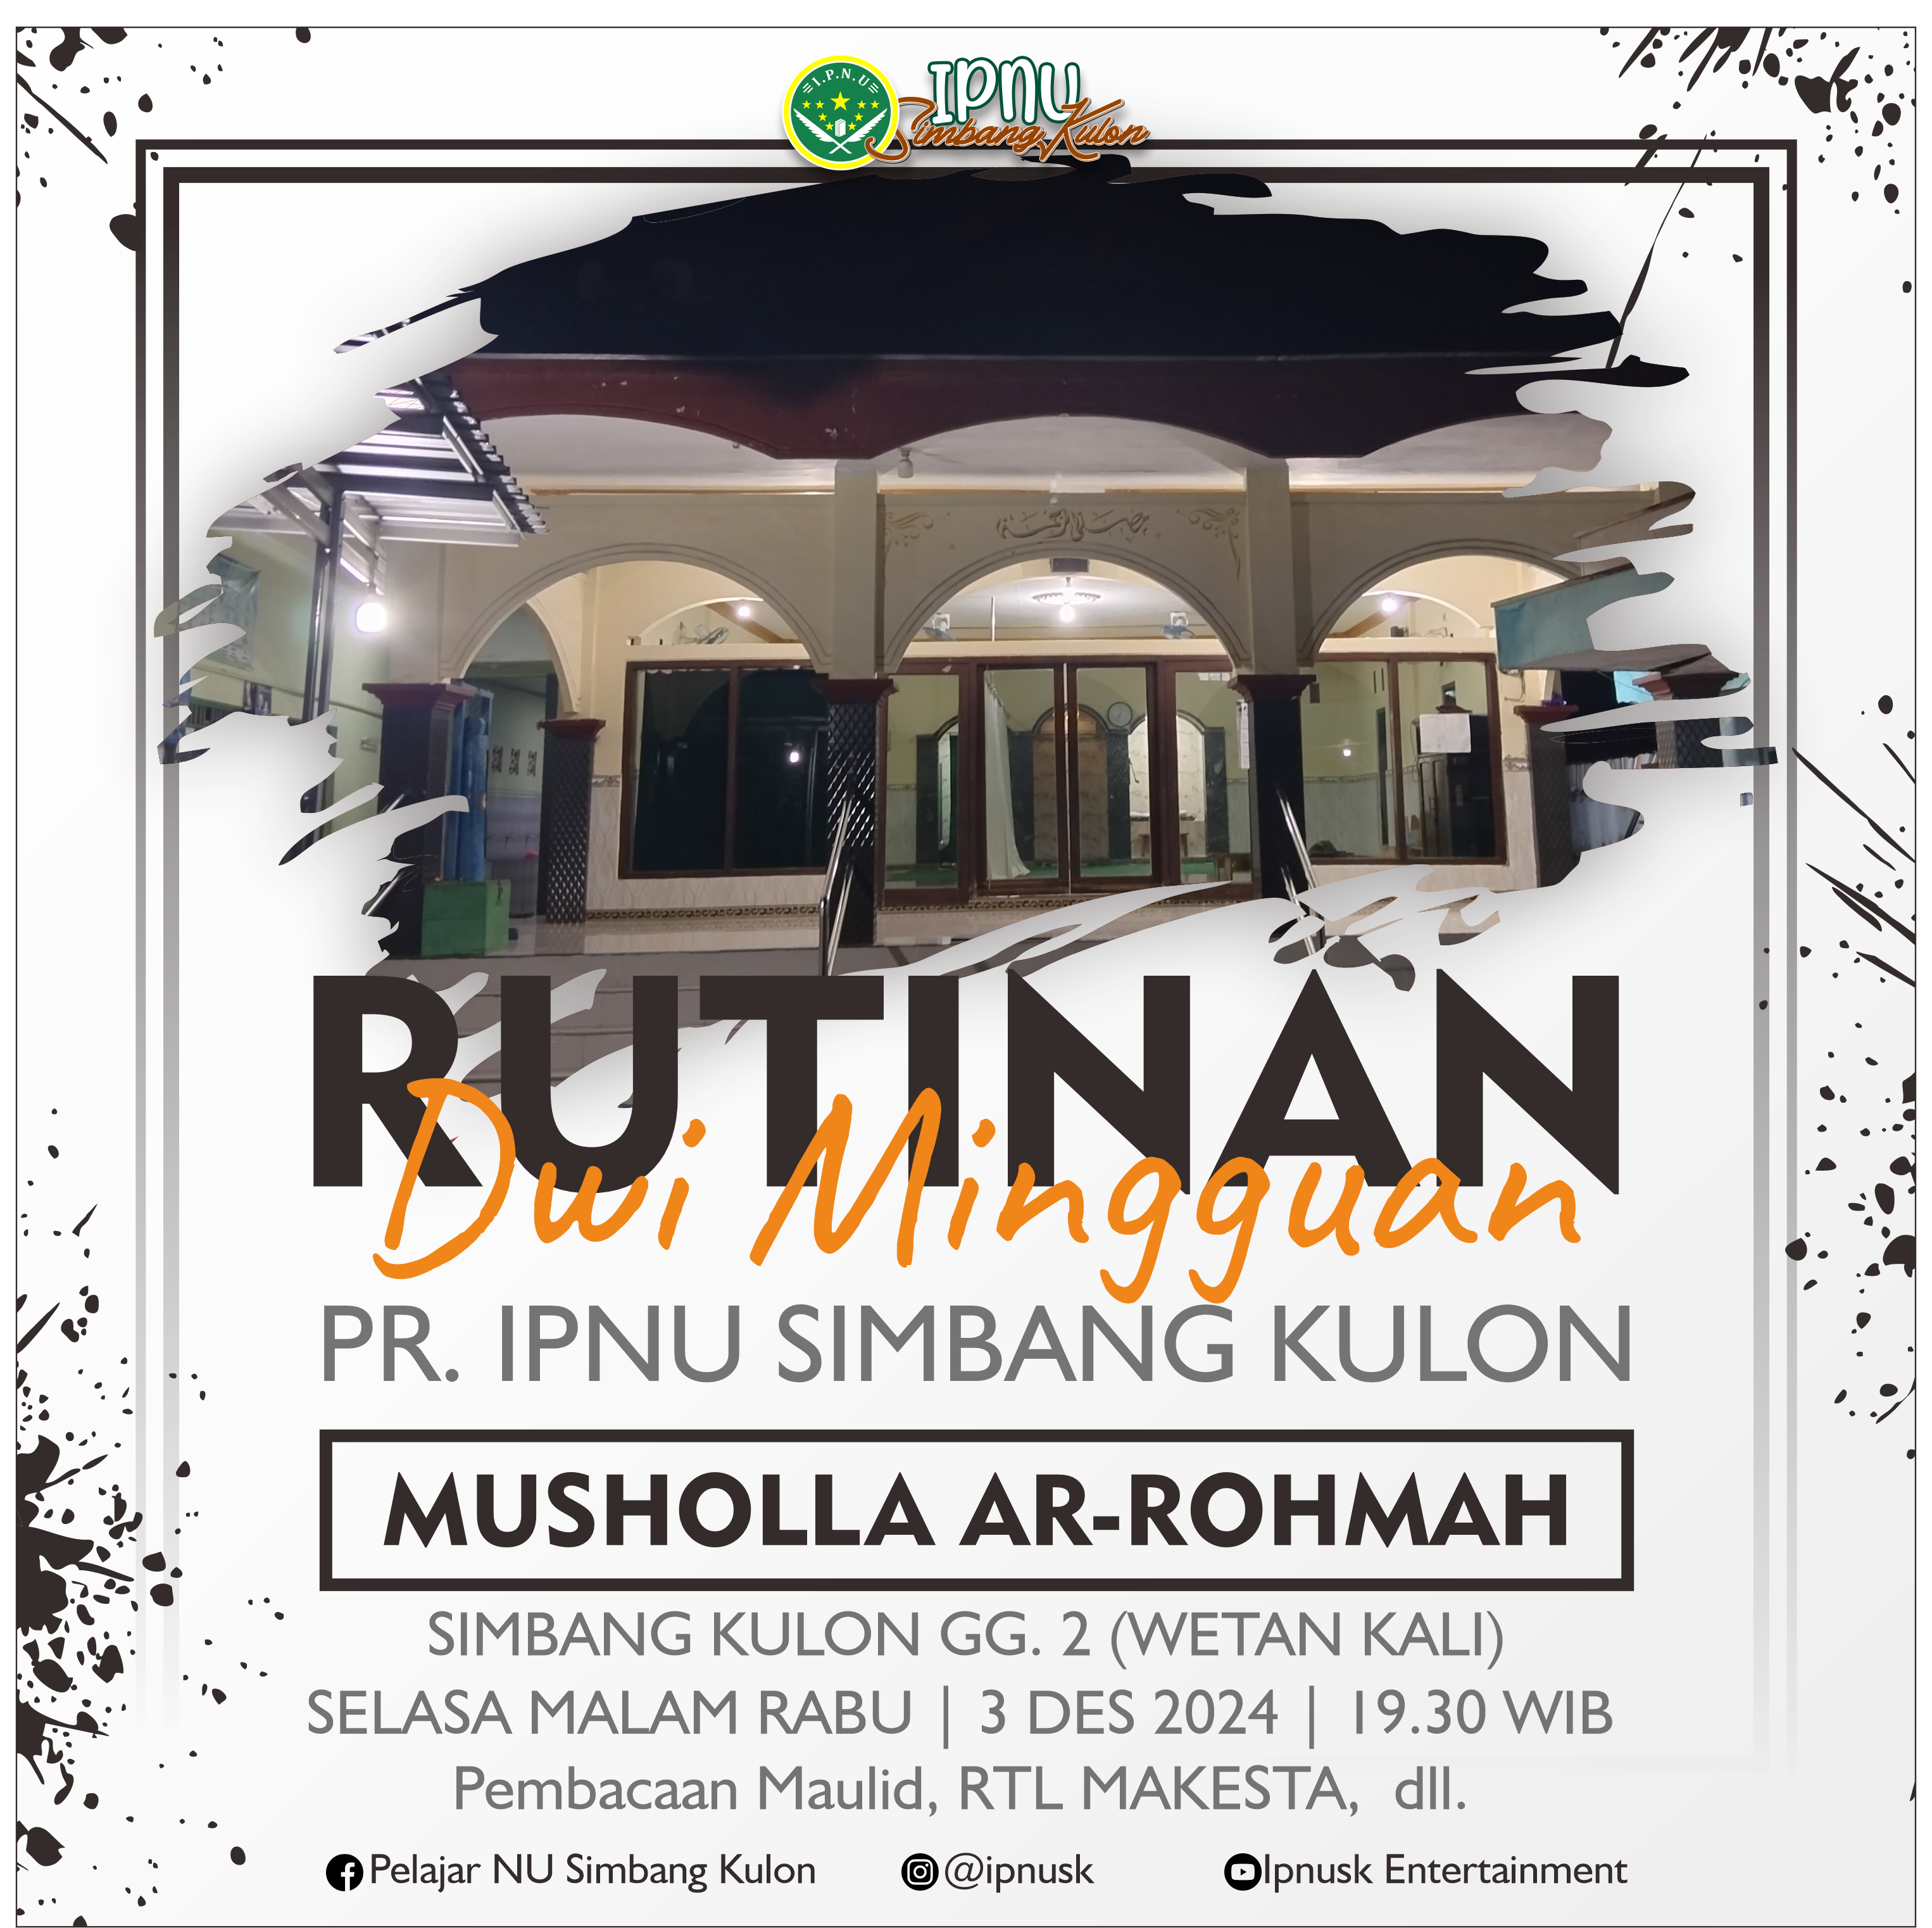 I.P.N.U
IPNU
Simbang Kulon
مصلى الرحمة
RUTINAN
Dwi Mingguan
PR. IPNU SIMBANG KULON
MUSHOLLA AR-ROHMAH
SIMBANG KULON GG. 2 (WETAN KALI)
SELASA MALAM RABU | 3 DES 2024 | 19.30 WIB
Pembacaan Maulid, RTL MAKESTA, dll.
Pelajar NU Simbang Kulon @ipnusk Ipnusk Entertainment